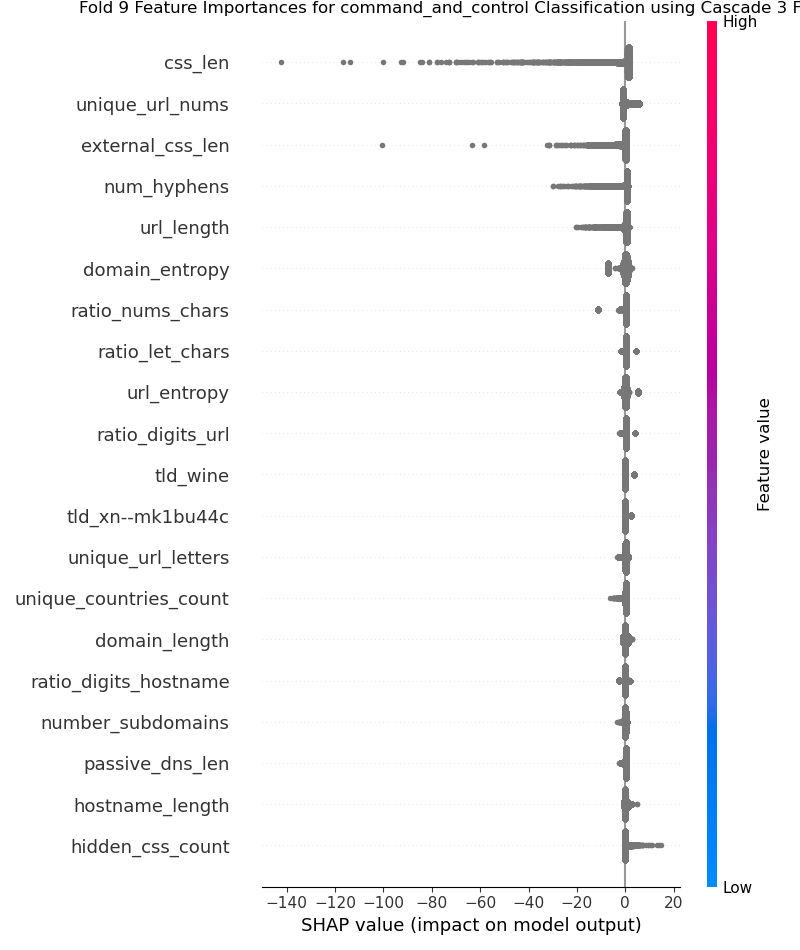 Fold 9 Feature Importances for command_and_control Classification using Cascade 3 F
High
css_len
unique_url_nums
external_css_len
num_hyphens
url_length
domain_entropy
ratio_nums_chars
ratio_let_chars
url_entropy
ratio_digits_url
tld_wine
tld_xn--mk1bu44c
unique_url_letters
unique_countries_count
domain_length
ratio_digits_hostname
number_subdomains
passive_dns_len
hostname_length
hidden_css_count
Feature value
Low
−140 −120 −100 −80 −60 −40 −20 0 20
SHAP value (impact on model output)